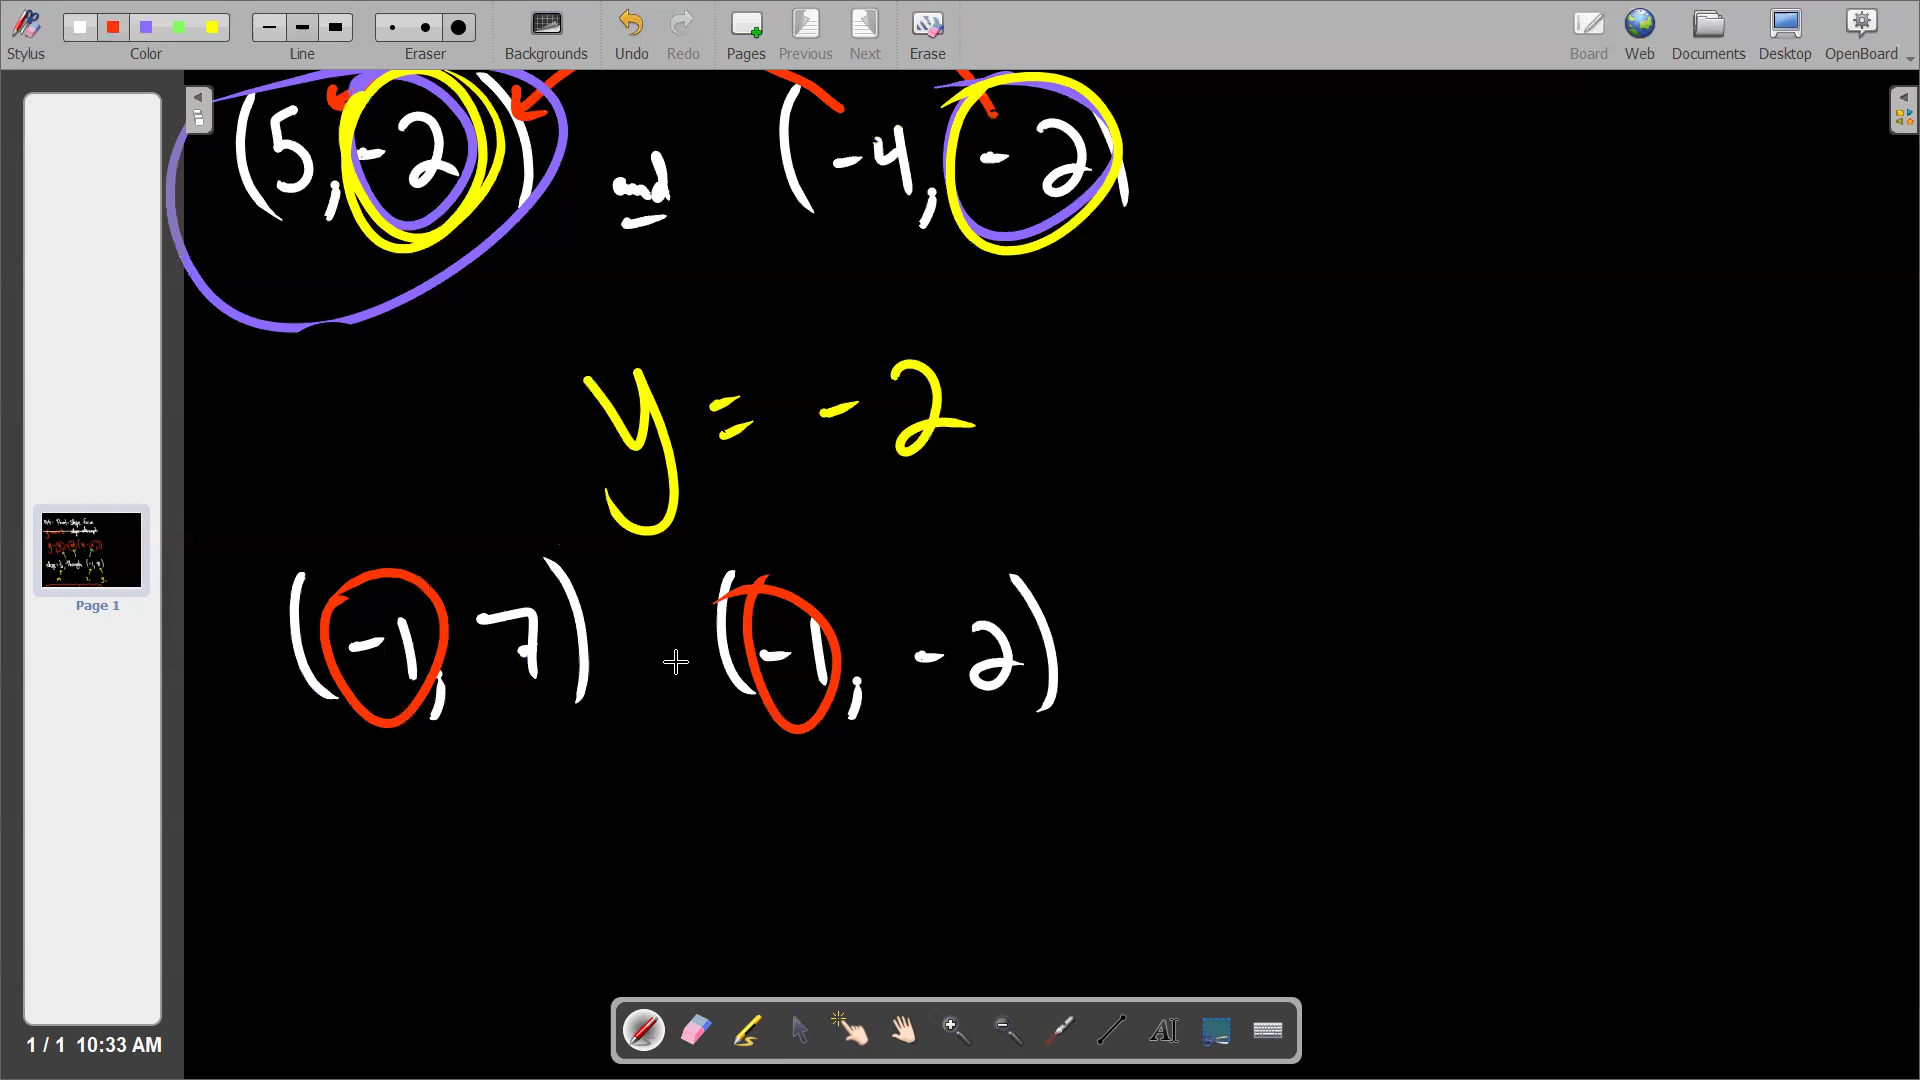 Stylus Color Line Eraser Backgrounds Undo Redo Pages Previous Next Erase Board Web Documents Desktop OpenBoard
(5, -2) and (-4, -2)
y = -2
(-1, 7) (-1, -2)
Page 1
1 / 1 10:33 AM
AI